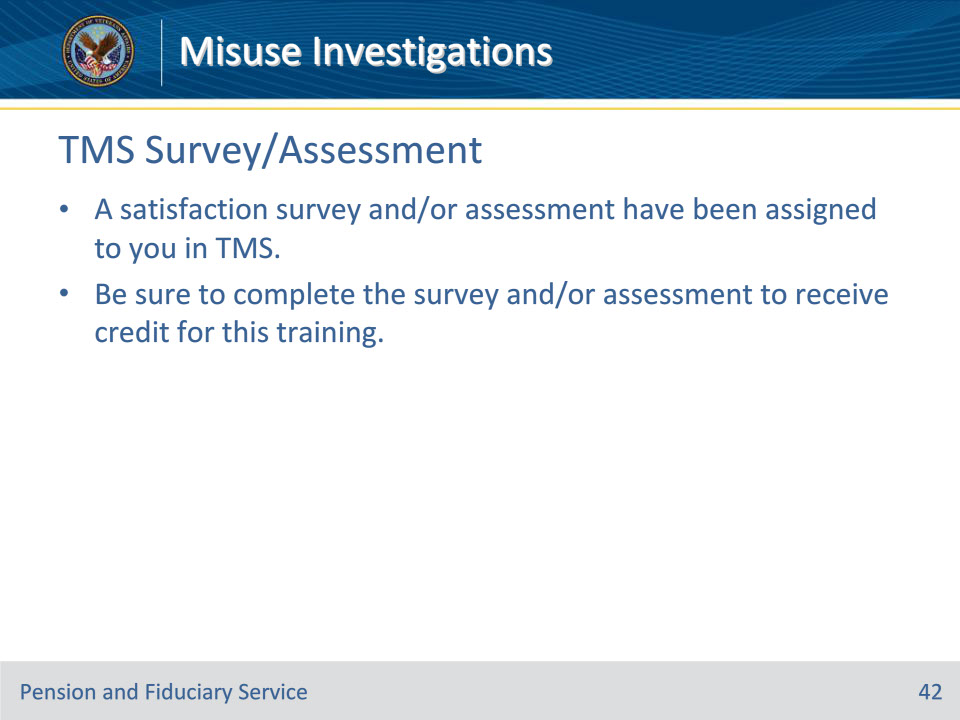 Misuse Investigations
TMS Survey/Assessment
• A satisfaction survey and/or assessment have been assigned
to you in TMS.
• Be sure to complete the survey and/or assessment to receive
credit for this training.
Pension and Fiduciary Service
42